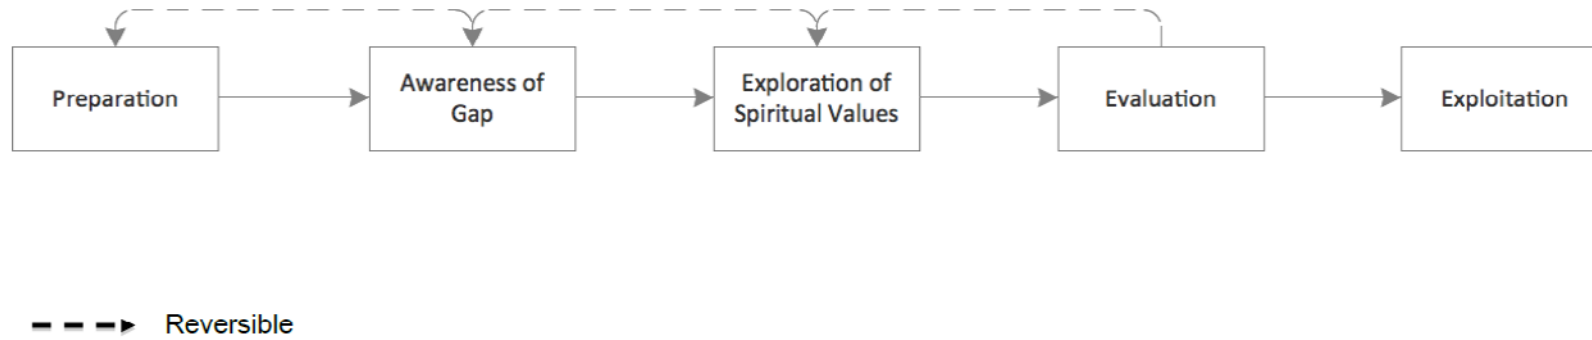 Preparation
Awareness of
Gap
Exploration of
Spiritual Values
Evaluation
Exploitation
Reversible